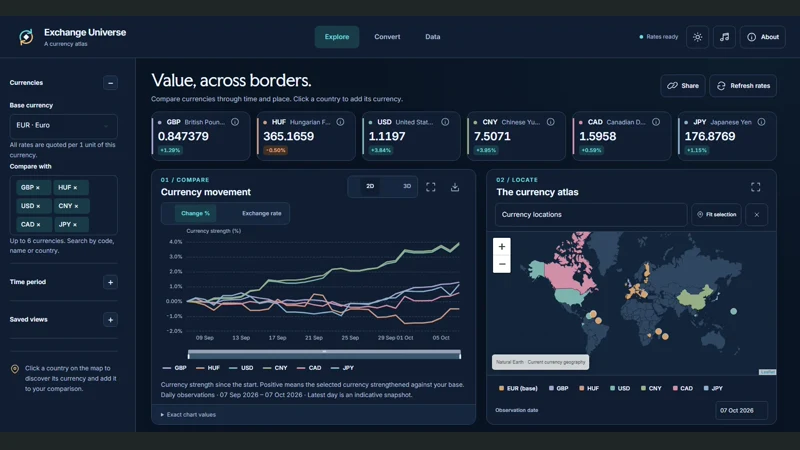 Exchange Universe
A currency atlas
Explore
Convert
Data
Rates ready
About
Currencies
Base currency
EUR · Euro
All rates are quoted per 1 unit of this
currency.
Compare with
GBP ×
HUF ×
USD ×
CNY ×
CAD ×
JPY ×
Up to 6 currencies. Search by code,
name or country.
Time period
Saved views
Click a country on the map to
discover its currency and add it
to your comparison.
Value, across borders.
Compare currencies through time and place. Click a country to add its currency.
Share
Refresh rates
GBP British Poun...
0.847379
+1.29%
HUF Hungarian F...
365.1659
-0.50%
USD United Stat...
1.1197
+3.84%
CNY Chinese Yu...
7.5071
+3.95%
CAD Canadian D...
1.5958
+0.59%
JPY Japanese Yen
176.8769
+1.15%
01 / COMPARE
Currency movement
2D
3D
Change %
Exchange rate
Currency strength (%)
4.0%
3.0%
2.0%
1.0%
0.00%
-1.0%
-2.0%
09 Sep
13 Sep
17 Sep
21 Sep
25 Sep
29 Sep
01 Oct
05 Oct
GBP
HUF
USD
CNY
CAD
JPY
Currency strength since the start. Positive means the selected currency strengthened against your base.
Daily observations · 07 Sep 2026 – 07 Oct 2026 · Latest day is an indicative snapshot.
Exact chart values
02 / LOCATE
The currency atlas
Currency locations
Fit selection
×
+
−
Natural Earth · Current currency geography
Leaflet
EUR (base)
GBP
HUF
USD
CNY
CAD
JPY
Observation date
07 Oct 2026